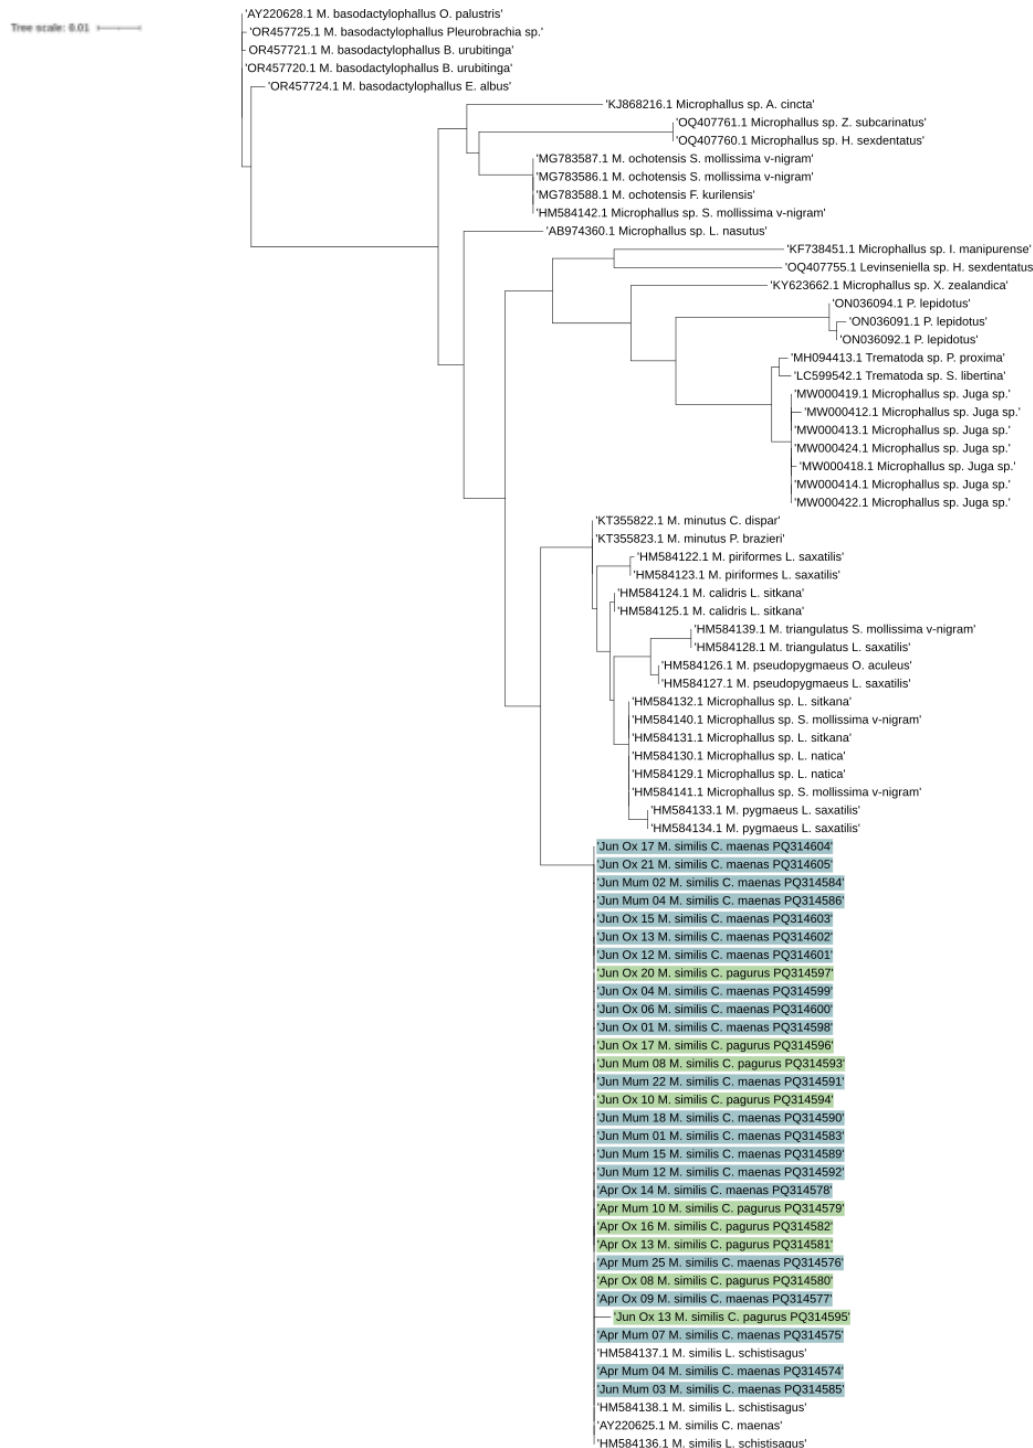 'AY220628.1 M. basodactylophallus O. palustris'
Tree scale: 0.01
'OR457725.1 M. basodactylophallus Pleurobrachia sp.'
OR457721.1 M. basodactylophallus B. urubitinga'
'OR457720.1 M. basodactylophallus B. urubitinga'
'OR457724.1 M. basodactylophallus E. albus'
'KJ868216.1 Microphallus sp. A. cincta'
'OQ407761.1 Microphallus sp. Z. subcarinatus'
'OQ407760.1 Microphallus sp. H. sexdentatus'
'MG783587.1 M. ochotensis S. mollissima v-nigram'
'MG783586.1 M. ochotensis S. mollissima v-nigram'
'MG783588.1 M. ochotensis F. kurilensis'
'HM584142.1 Microphallus sp. S. mollissima v-nigram'
'AB974360.1 Microphallus sp. L. nasutus'
'KF738451.1 Microphallus sp. I. manipurense'
'OQ407755.1 Levinseniella sp. H. sexdentatus
'KY623662.1 Microphallus sp. X. zealandica'
'ON036094.1 P. lepidotus'
'ON036091.1 P. lepidotus'
'ON036092.1 P. lepidotus'
'MH094413.1 Trematoda sp. P. proxima'
'LC599542.1 Trematoda sp. S. libertina'
'MW000419.1 Microphallus sp. Juga sp.'
'MW000412.1 Microphallus sp. Juga sp.'
'MW000413.1 Microphallus sp. Juga sp.'
'MW000424.1 Microphallus sp. Juga sp.'
'MW000418.1 Microphallus sp. Juga sp.'
'MW000414.1 Microphallus sp. Juga sp.'
'MW000422.1 Microphallus sp. Juga sp.'
'KT355822.1 M. minutus C. dispar'
'KT355823.1 M. minutus P. brazieri'
'HM584122.1 M. piriformes L. saxatilis'
'HM584123.1 M. piriformes L. saxatilis'
'HM584124.1 M. calidris L. sitkana'
'HM584125.1 M. calidris L. sitkana'
'HM584139.1 M. triangulatus S. mollissima v-nigram'
'HM584128.1 M. triangulatus L. saxatilis'
'HM584126.1 M. pseudopygmaeus O. aculeus'
'HM584127.1 M. pseudopygmaeus L. saxatilis'
'HM584132.1 Microphallus sp. L. sitkana'
'HM584140.1 Microphallus sp. S. mollissima v-nigram'
'HM584131.1 Microphallus sp. L. sitkana'
'HM584130.1 Microphallus sp. L. natica'
'HM584129.1 Microphallus sp. L. natica'
'HM584141.1 Microphallus sp. S. mollissima v-nigram'
'HM584133.1 M. pygmaeus L. saxatilis'
'HM584134.1 M. pygmaeus L. saxatilis'
'Jun Ox 17 M. similis C. maenas PQ314604'
'Jun Ox 21 M. similis C. maenas PQ314605'
'Jun Mum 02 M. similis C. maenas PQ314584'
'Jun Mum 04 M. similis C. maenas PQ314586'
'Jun Ox 15 M. similis C. maenas PQ314603'
'Jun Ox 13 M. similis C. maenas PQ314602'
'Jun Ox 12 M. similis C. maenas PQ314601'
'Jun Ox 20 M. similis C. pagurus PQ314597'
'Jun Ox 04 M. similis C. maenas PQ314599'
'Jun Ox 06 M. similis C. maenas PQ314600'
'Jun Ox 01 M. similis C. maenas PQ314598'
'Jun Ox 17 M. similis C. pagurus PQ314596'
'Jun Mum 08 M. similis C. pagurus PQ314593'
'Jun Mum 22 M. similis C. maenas PQ314591'
'Jun Ox 10 M. similis C. pagurus PQ314594'
'Jun Mum 18 M. similis C. maenas PQ314590'
'Jun Mum 01 M. similis C. maenas PQ314583'
'Jun Mum 15 M. similis C. maenas PQ314589'
'Jun Mum 12 M. similis C. maenas PQ314592'
'Apr Ox 14 M. similis C. maenas PQ314578'
'Apr Mum 10 M. similis C. pagurus PQ314579'
'Apr Ox 16 M. similis C. pagurus PQ314582'
'Apr Ox 13 M. similis C. pagurus PQ314581'
'Apr Mum 25 M. similis C. maenas PQ314576'
'Apr Ox 08 M. similis C. pagurus PQ314580'
'Apr Ox 09 M. similis C. maenas PQ314577'
'Jun Ox 13 M. similis C. pagurus PQ314595'
'Apr Mum 07 M. similis C. maenas PQ314575'
'HM584137.1 M. similis L. schistisagus'
'Apr Mum 04 M. similis C. maenas PQ314574'
'Jun Mum 03 M. similis C. maenas PQ314585'
'HM584138.1 M. similis L. schistisagus'
'AY220625.1 M. similis C. maenas'
'HM584136.1 M. similis L. schistisagus'